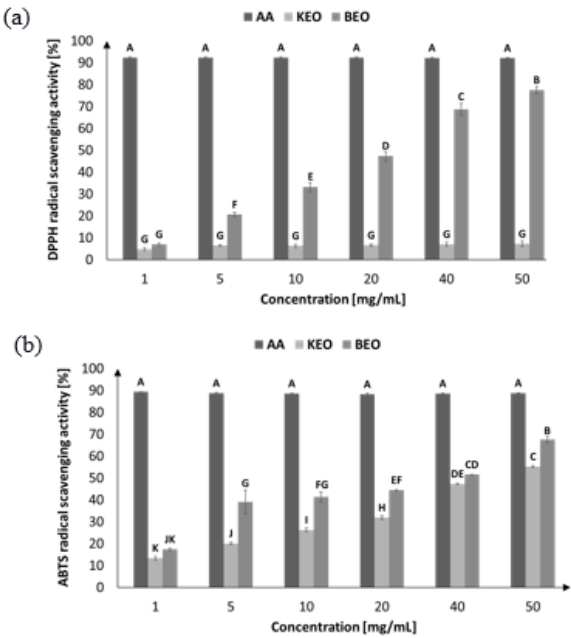 (a)
AA KEO BEO
DPPH radical scavenging activity [%]
100
90
80
70
60
50
40
30
20
10
0
A A A A A A
G G G F G E G D G C G B
1 5 10 20 40 50
Concentration [mg/mL]
(b)
AA KEO BEO
ABTS radical scavenging activity [%]
100
90
80
70
60
50
40
30
20
10
0
A A A A A A
K JK J G I FG H EF DE CD C B
1 5 10 20 40 50
Concentration [mg/mL]